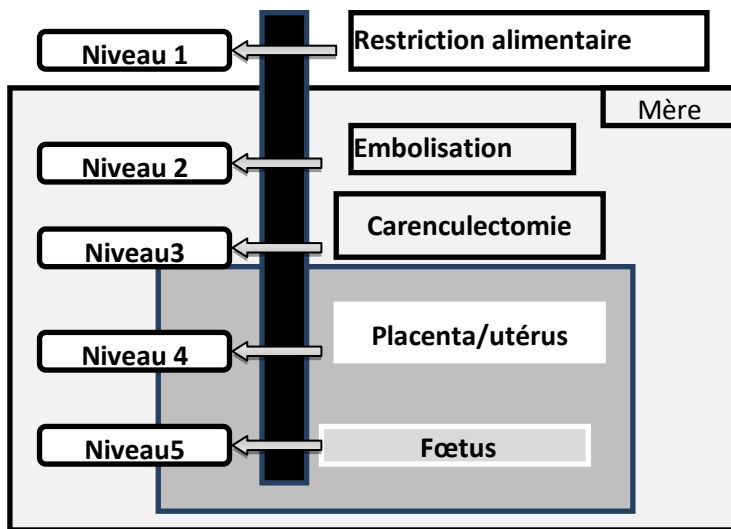 Niveau 1
Restriction alimentaire
Mère
Niveau 2
Embolisation
Niveau3
Carenculectomie
Niveau 4
Placenta/utérus
Niveau5
Fœtus